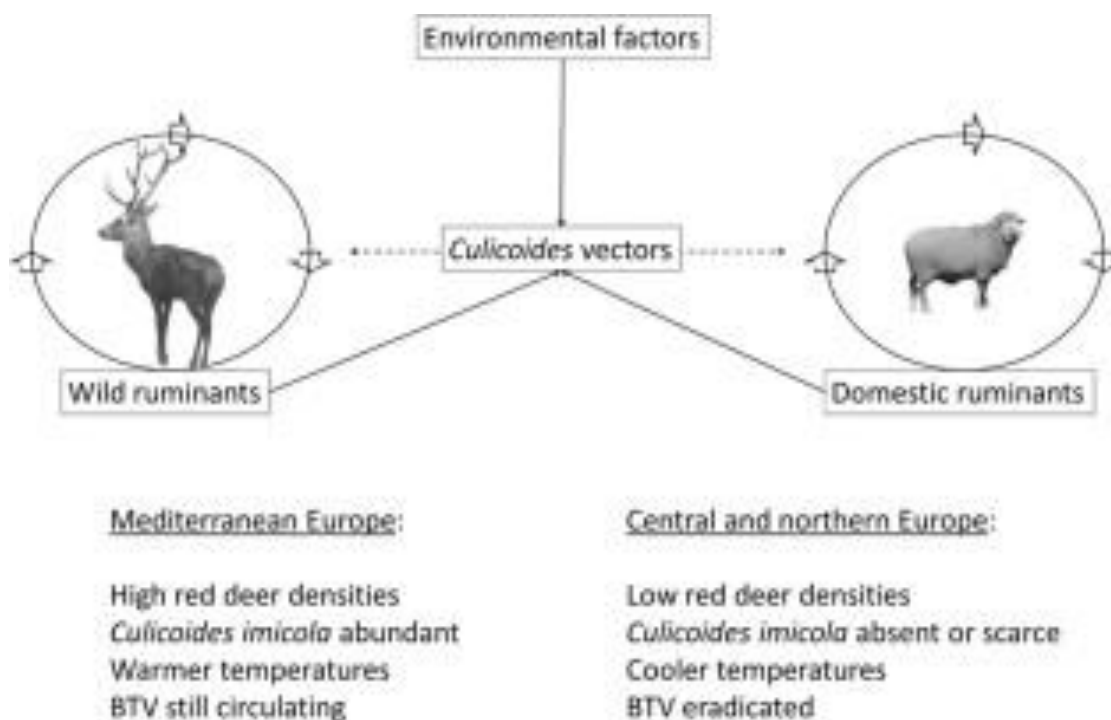 Environmental factors
Culicoides vectors
Wild ruminants
Domestic ruminants
Mediterranean Europe:
High red deer densities
Culicoides imicola abundant
Warmer temperatures
BTV still circulating
Central and northern Europe:
Low red deer densities
Culicoides imicola absent or scarce
Cooler temperatures
BTV eradicated